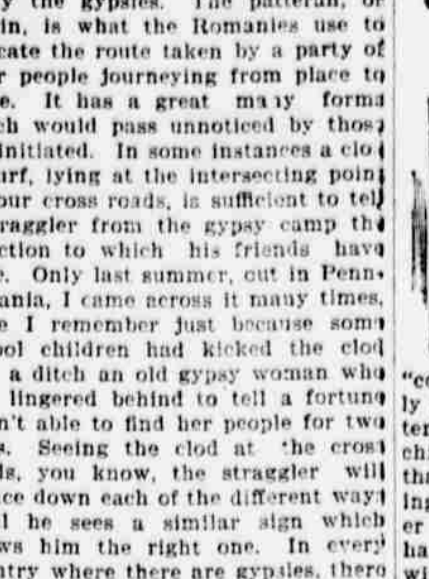 y the gypsies. The patteran, or
in, is what the Romanies use to
cate the route taken by a party of
r people journeying from place to
e. It has a great many forms
ch would pass unnoticed by those
initiated. In some instances a clod
urf, lying at the intersecting point
our cross roads, is sufficient to tell
raggler from the gypsy camp the
ction to which his friends have
e. Only last summer, out in Penn-
ania, I came across it many times,
e I remember just because some
ool children had kicked the clod
a ditch an old gypsy woman who
lingered behind to tell a fortune
n't able to find her people for two
s. Seeing the clod at the cross
ds, you know, the straggler will
ce down each of the different ways
l he sees a similar sign which
ws him the right one. In every
ntry where there are gypsies, there
"co
ly
ter
chi
tha
ing
er
ha
wi